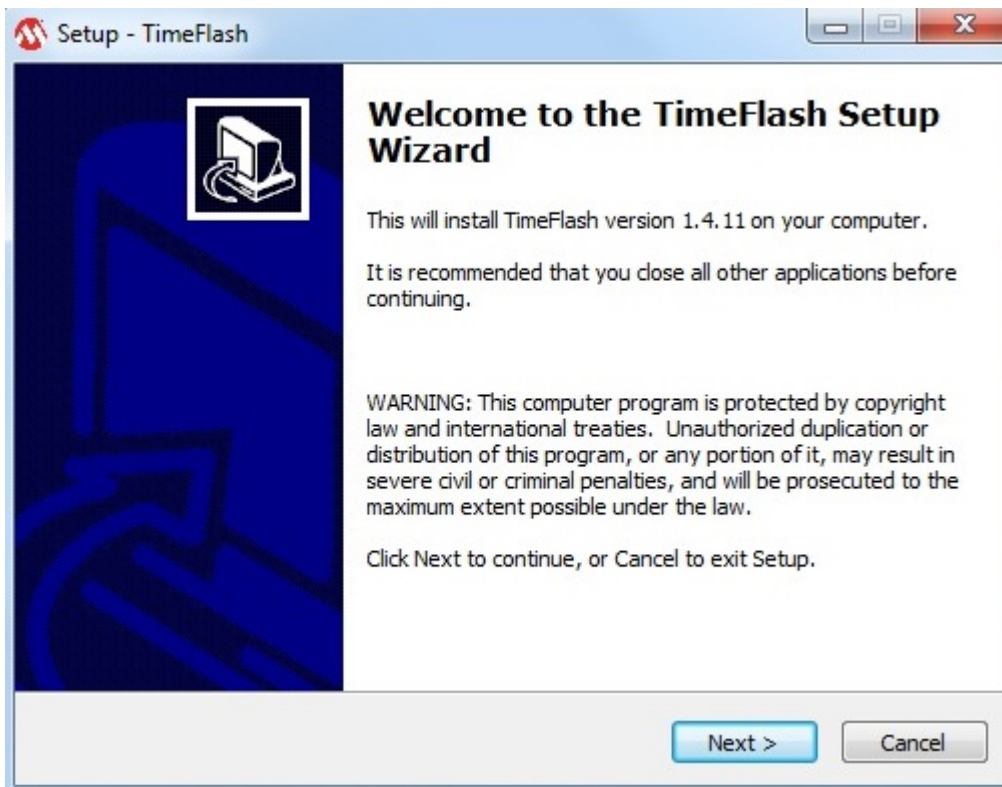 Setup - TimeFlash
Welcome to the TimeFlash Setup
Wizard
This will install TimeFlash version 1.4.11 on your computer.
It is recommended that you close all other applications before
continuing.
WARNING: This computer program is protected by copyright
law and international treaties.  Unauthorized duplication or
distribution of this program, or any portion of it, may result in
severe civil or criminal penalties, and will be prosecuted to the
maximum extent possible under the law.
Click Next to continue, or Cancel to exit Setup.
Next >
Cancel